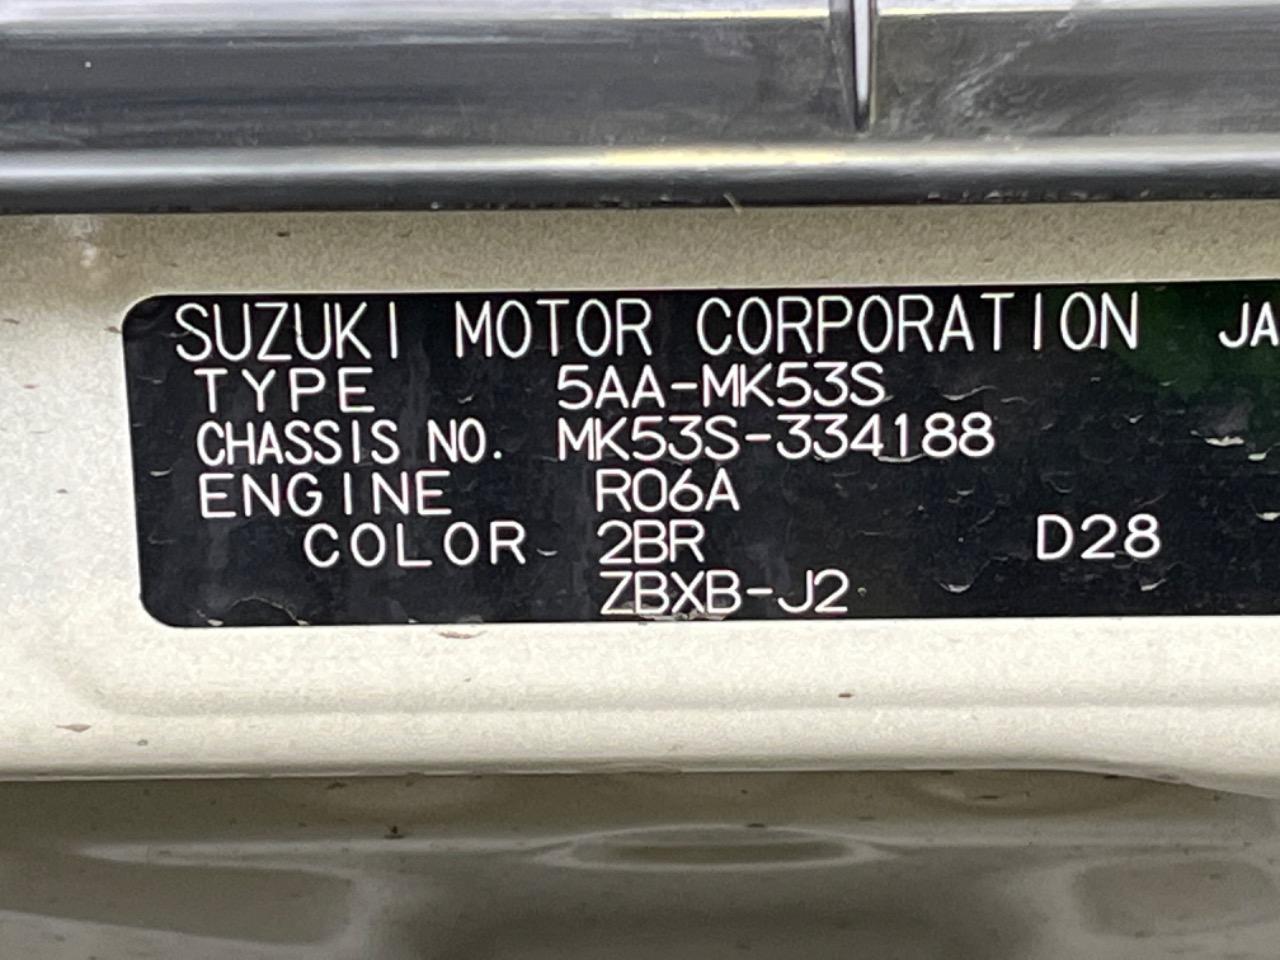 SUZUKI MOTOR CORPORATION JA
TYPE 5AA-MK53S
CHASSIS NO. MK53S-334188
ENGINE R06A
COLOR 2BR D28
ZBXB-J2